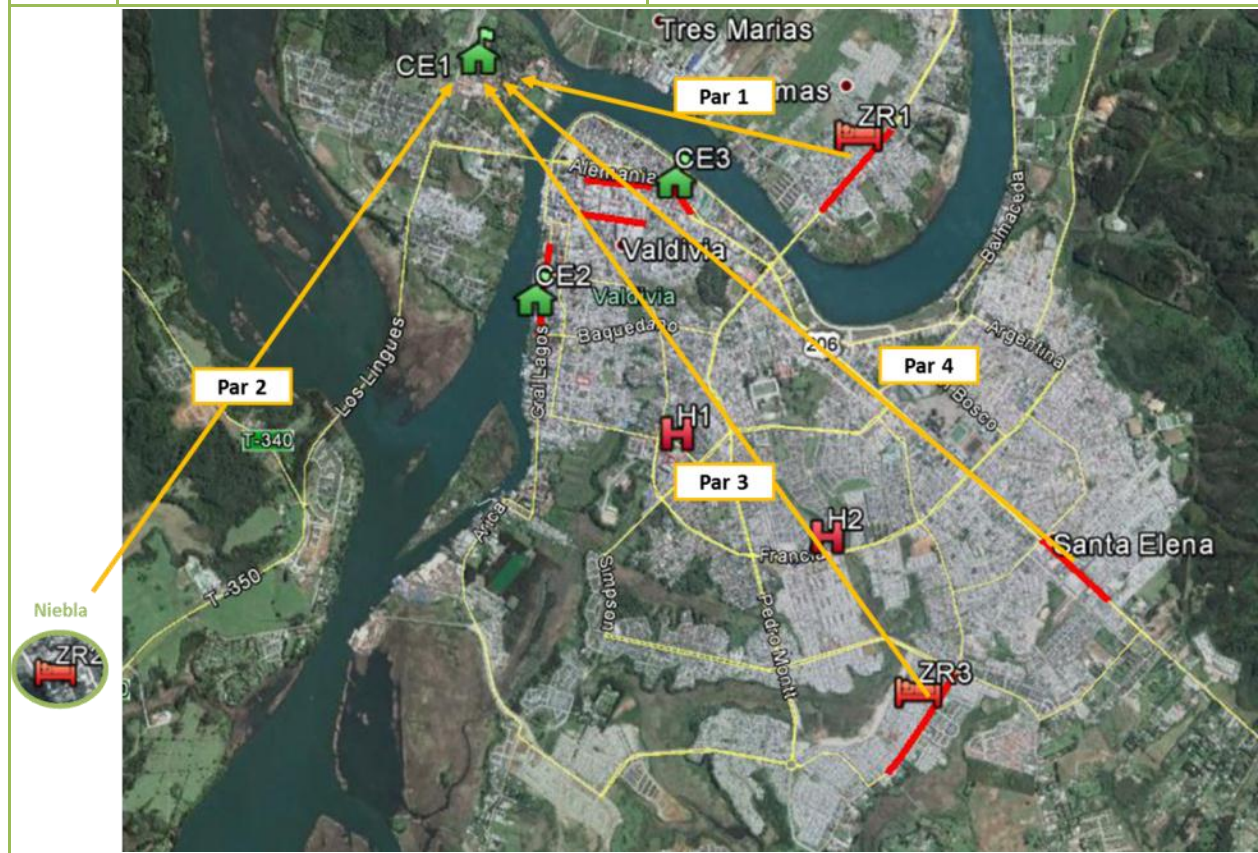 Tres Marias
CE1
Par 1
mas
ZR1
CE3
Alemania
Balmaceda
Valdivia
CE2
Valdivia
Baquedano
206
Argentina
Los-Lingues
Gral Lagos
Par 4
Bosco
Par 2
T-340
H1
Par 3
Arica
H2
Santa Elena
Francia
T-350
Simpson
Niebla
Pedro Montt
ZR2
ZR3